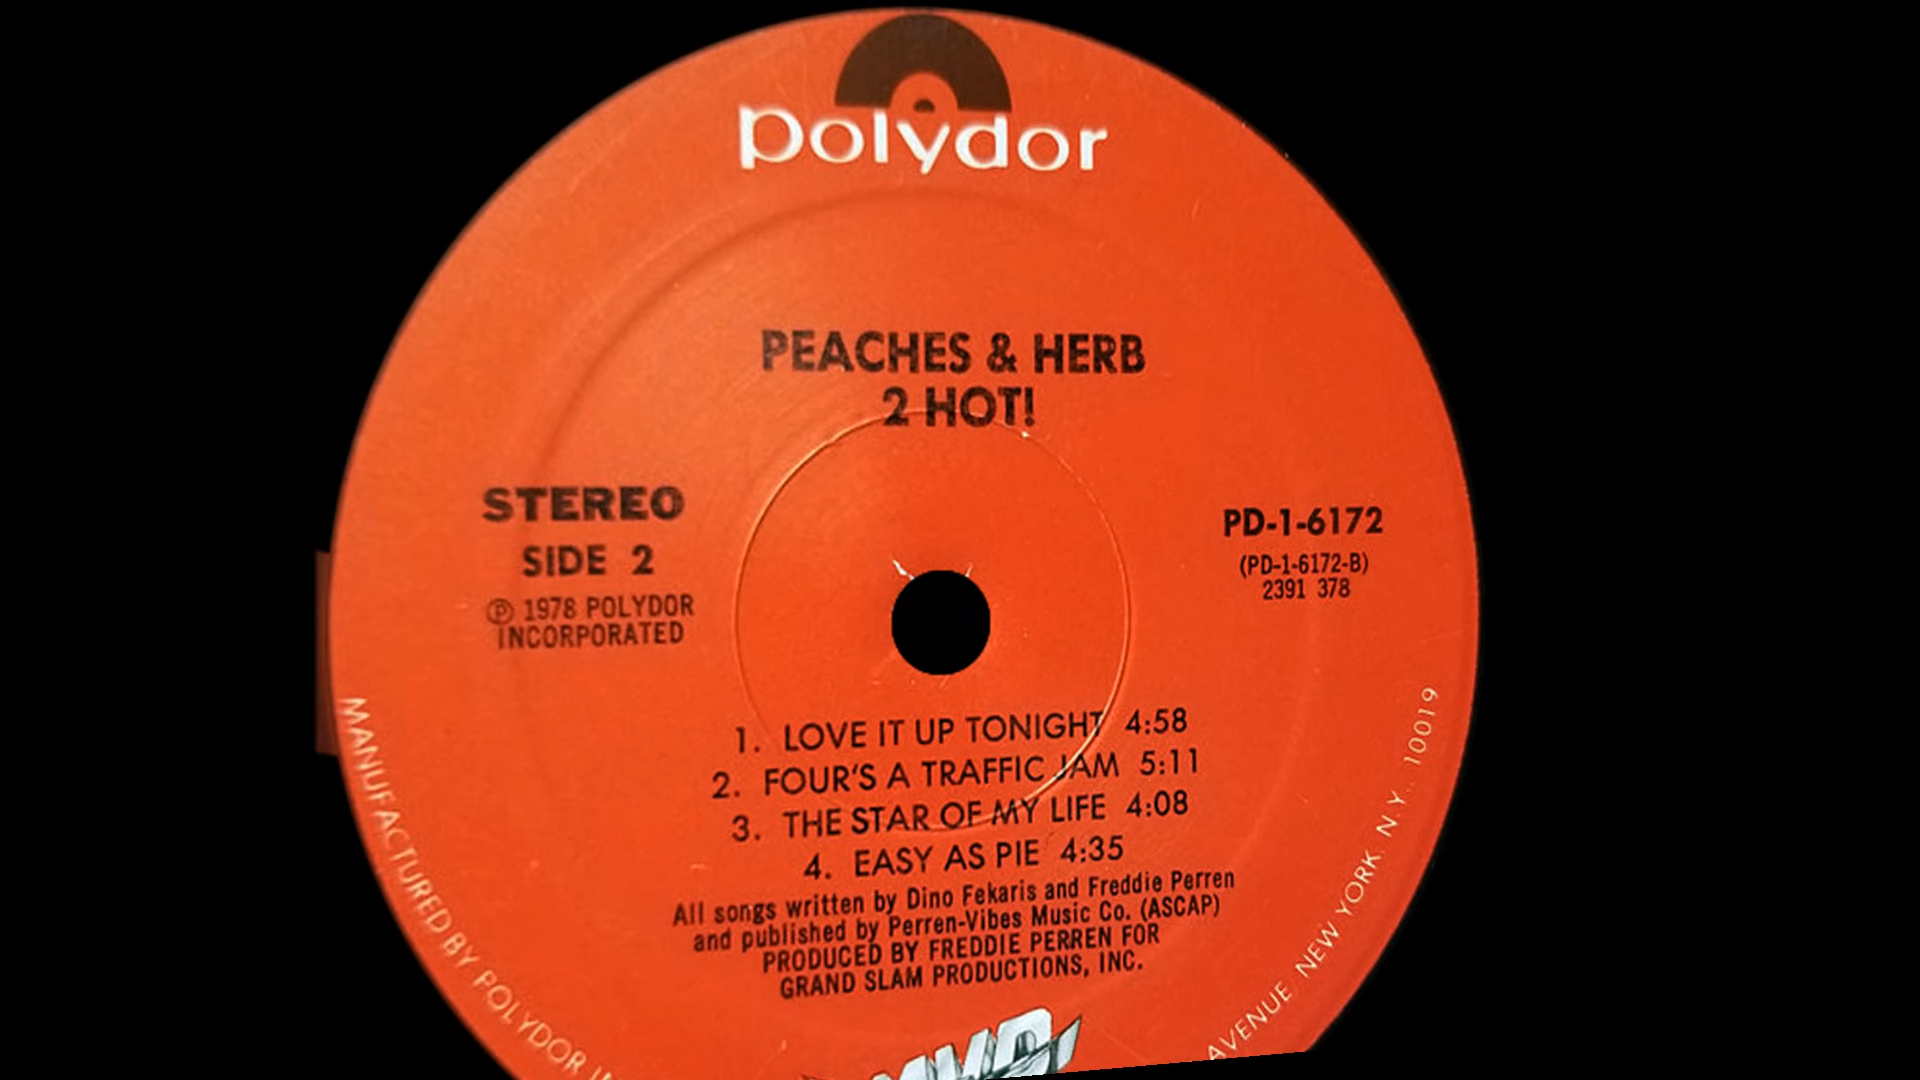 polydor
PEACHES & HERB
2 HOT!
STEREO
SIDE 2
℗ 1978 POLYDOR
INCORPORATED
PD-1-6172
(PD-1-6172-B)
2391 378
1. LOVE IT UP TONIGHT 4:58
2. FOUR'S A TRAFFIC JAM 5:11
3. THE STAR OF MY LIFE 4:08
4. EASY AS PIE 4:35
All songs written by Dino Fekaris and Freddie Perren
and published by Perren-Vibes Music Co. (ASCAP)
PRODUCED BY FREDDIE PERREN FOR
GRAND SLAM PRODUCTIONS, INC.
MANUFACTURED BY POLYDOR
AVENUE NEW YORK, N.Y. 10019